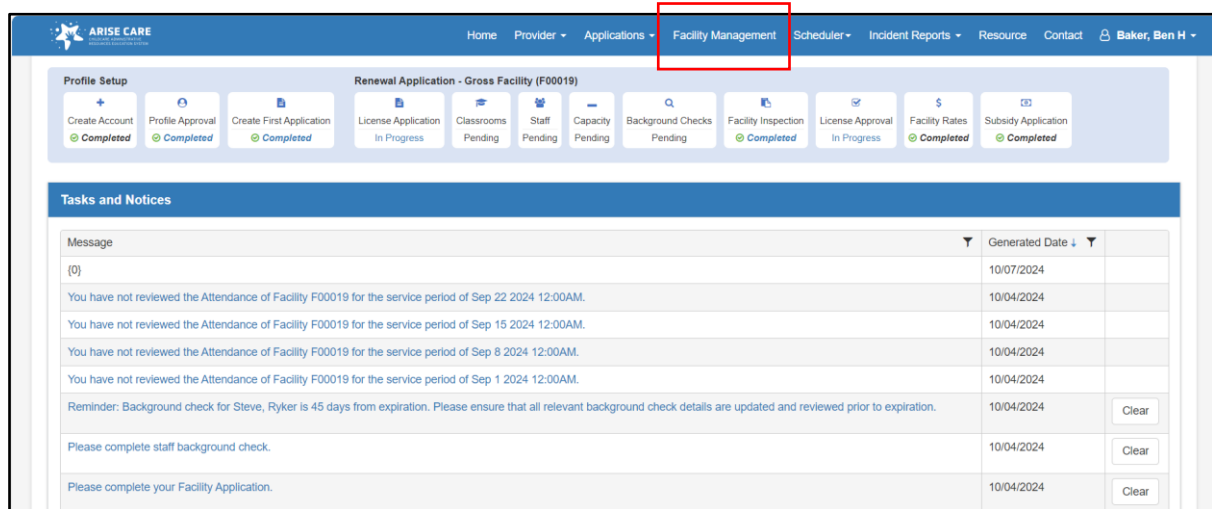 ARISE CARE
CHILDCARE ADMINISTRATIVE
RESOURCES EDUCATION SYSTEM
Home Provider Applications Facility Management Scheduler Incident Reports Resource Contact Baker, Ben H
Profile Setup
Renewal Application - Gross Facility (F00019)
Create Account Profile Approval Create First Application License Application Classrooms Staff Capacity Background Checks Facility Inspection License Approval Facility Rates Subsidy Application
Completed Completed Completed In Progress Pending Pending Pending Pending Completed In Progress Completed Completed
Tasks and Notices
Message Generated Date
{0} 10/07/2024
You have not reviewed the Attendance of Facility F00019 for the service period of Sep 22 2024 12:00AM. 10/04/2024
You have not reviewed the Attendance of Facility F00019 for the service period of Sep 15 2024 12:00AM. 10/04/2024
You have not reviewed the Attendance of Facility F00019 for the service period of Sep 8 2024 12:00AM. 10/04/2024
You have not reviewed the Attendance of Facility F00019 for the service period of Sep 1 2024 12:00AM. 10/04/2024
Reminder: Background check for Steve, Ryker is 45 days from expiration. Please ensure that all relevant background check details are updated and reviewed prior to expiration. 10/04/2024 Clear
Please complete staff background check. 10/04/2024 Clear
Please complete your Facility Application. 10/04/2024 Clear